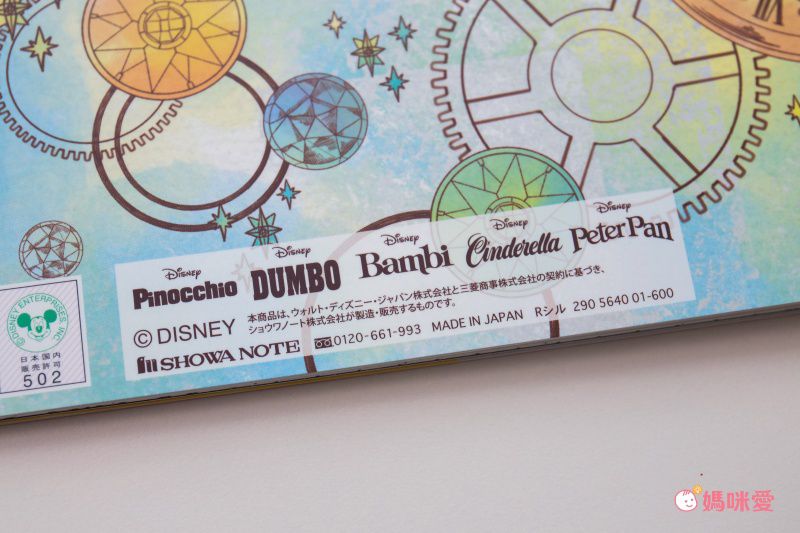 Disney Pinocchio
Disney DUMBO
Disney Bambi
Disney Cinderella
Disney Peter Pan
©DISNEY
本商品は、ウォルト・ディズニー・ジャパン株式会社と三菱商事株式会社の契約に基づき、
ショウワノート株式会社が製造・販売するものです。
SHOWA NOTE
0120-661-993 MADE IN JAPAN Rシル 290 5640 01-600
©DISNEY ENTERPRISES, INC.
日本国内
販売許可
502
媽咪愛